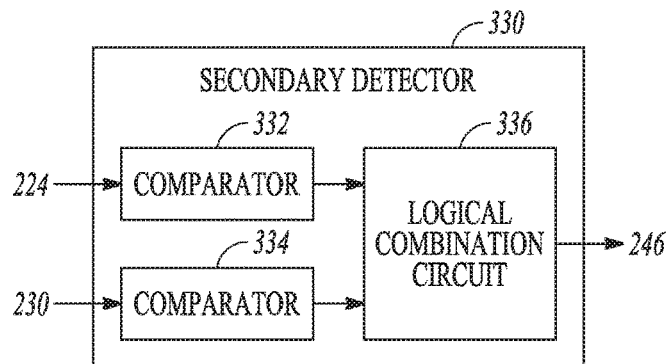 330
SECONDARY DETECTOR
332
336
224
COMPARATOR
LOGICAL
COMBINATION
CIRCUIT
246
334
230
COMPARATOR